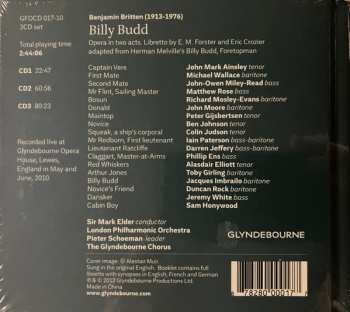 GFOCD 017-10
3CD set
Total playing time
2:44:06
CD1 | 22:47
CD2 | 60:56
CD3 | 80:23
Recorded live at
Glyndebourne Opera
House, Lewes,
England in May and
June, 2010
Benjamin Britten (1913-1976)
Billy Budd
Opera in two acts. Libretto by E. M. Forster and Eric Crozier
adapted from Herman Melville's Billy Budd, Foretopman
Captain Vere John Mark Ainsley tenor
First Mate Michael Wallace baritone
Second Mate John-Owen Miley-Read bass
Mr Flint, Sailing Master Matthew Rose bass
Bosun Richard Mosley-Evans baritone
Donald John Moore baritone
Maintop Peter Gijsbertsen tenor
Novice Ben Johnson tenor
Squeak, a ship's corporal Colin Judson tenor
Mr Redburn, First lieutenant Iain Paterson bass-baritone
Lieutenant Ratcliffe Darren Jeffery bass-baritone
Claggart, Master-at-Arms Phillip Ens bass
Red Whiskers Alasdair Elliott tenor
Arthur Jones Toby Girling baritone
Billy Budd Jacques Imbrailo baritone
Novice's Friend Duncan Rock baritone
Dansker Jeremy White bass
Cabin Boy Sam Honywood
Sir Mark Elder conductor
London Philharmonic Orchestra
Pieter Schoeman leader
The Glyndebourne Chorus
GLYNDEBOURNE
Cover image: © Alastair Muir
Sung in the original English. Booklet contains full
libretto with synopses in English, French and German.
℗ & © 2012 Glyndebourne Productions Ltd.
Made in China
www.glyndebourne.com